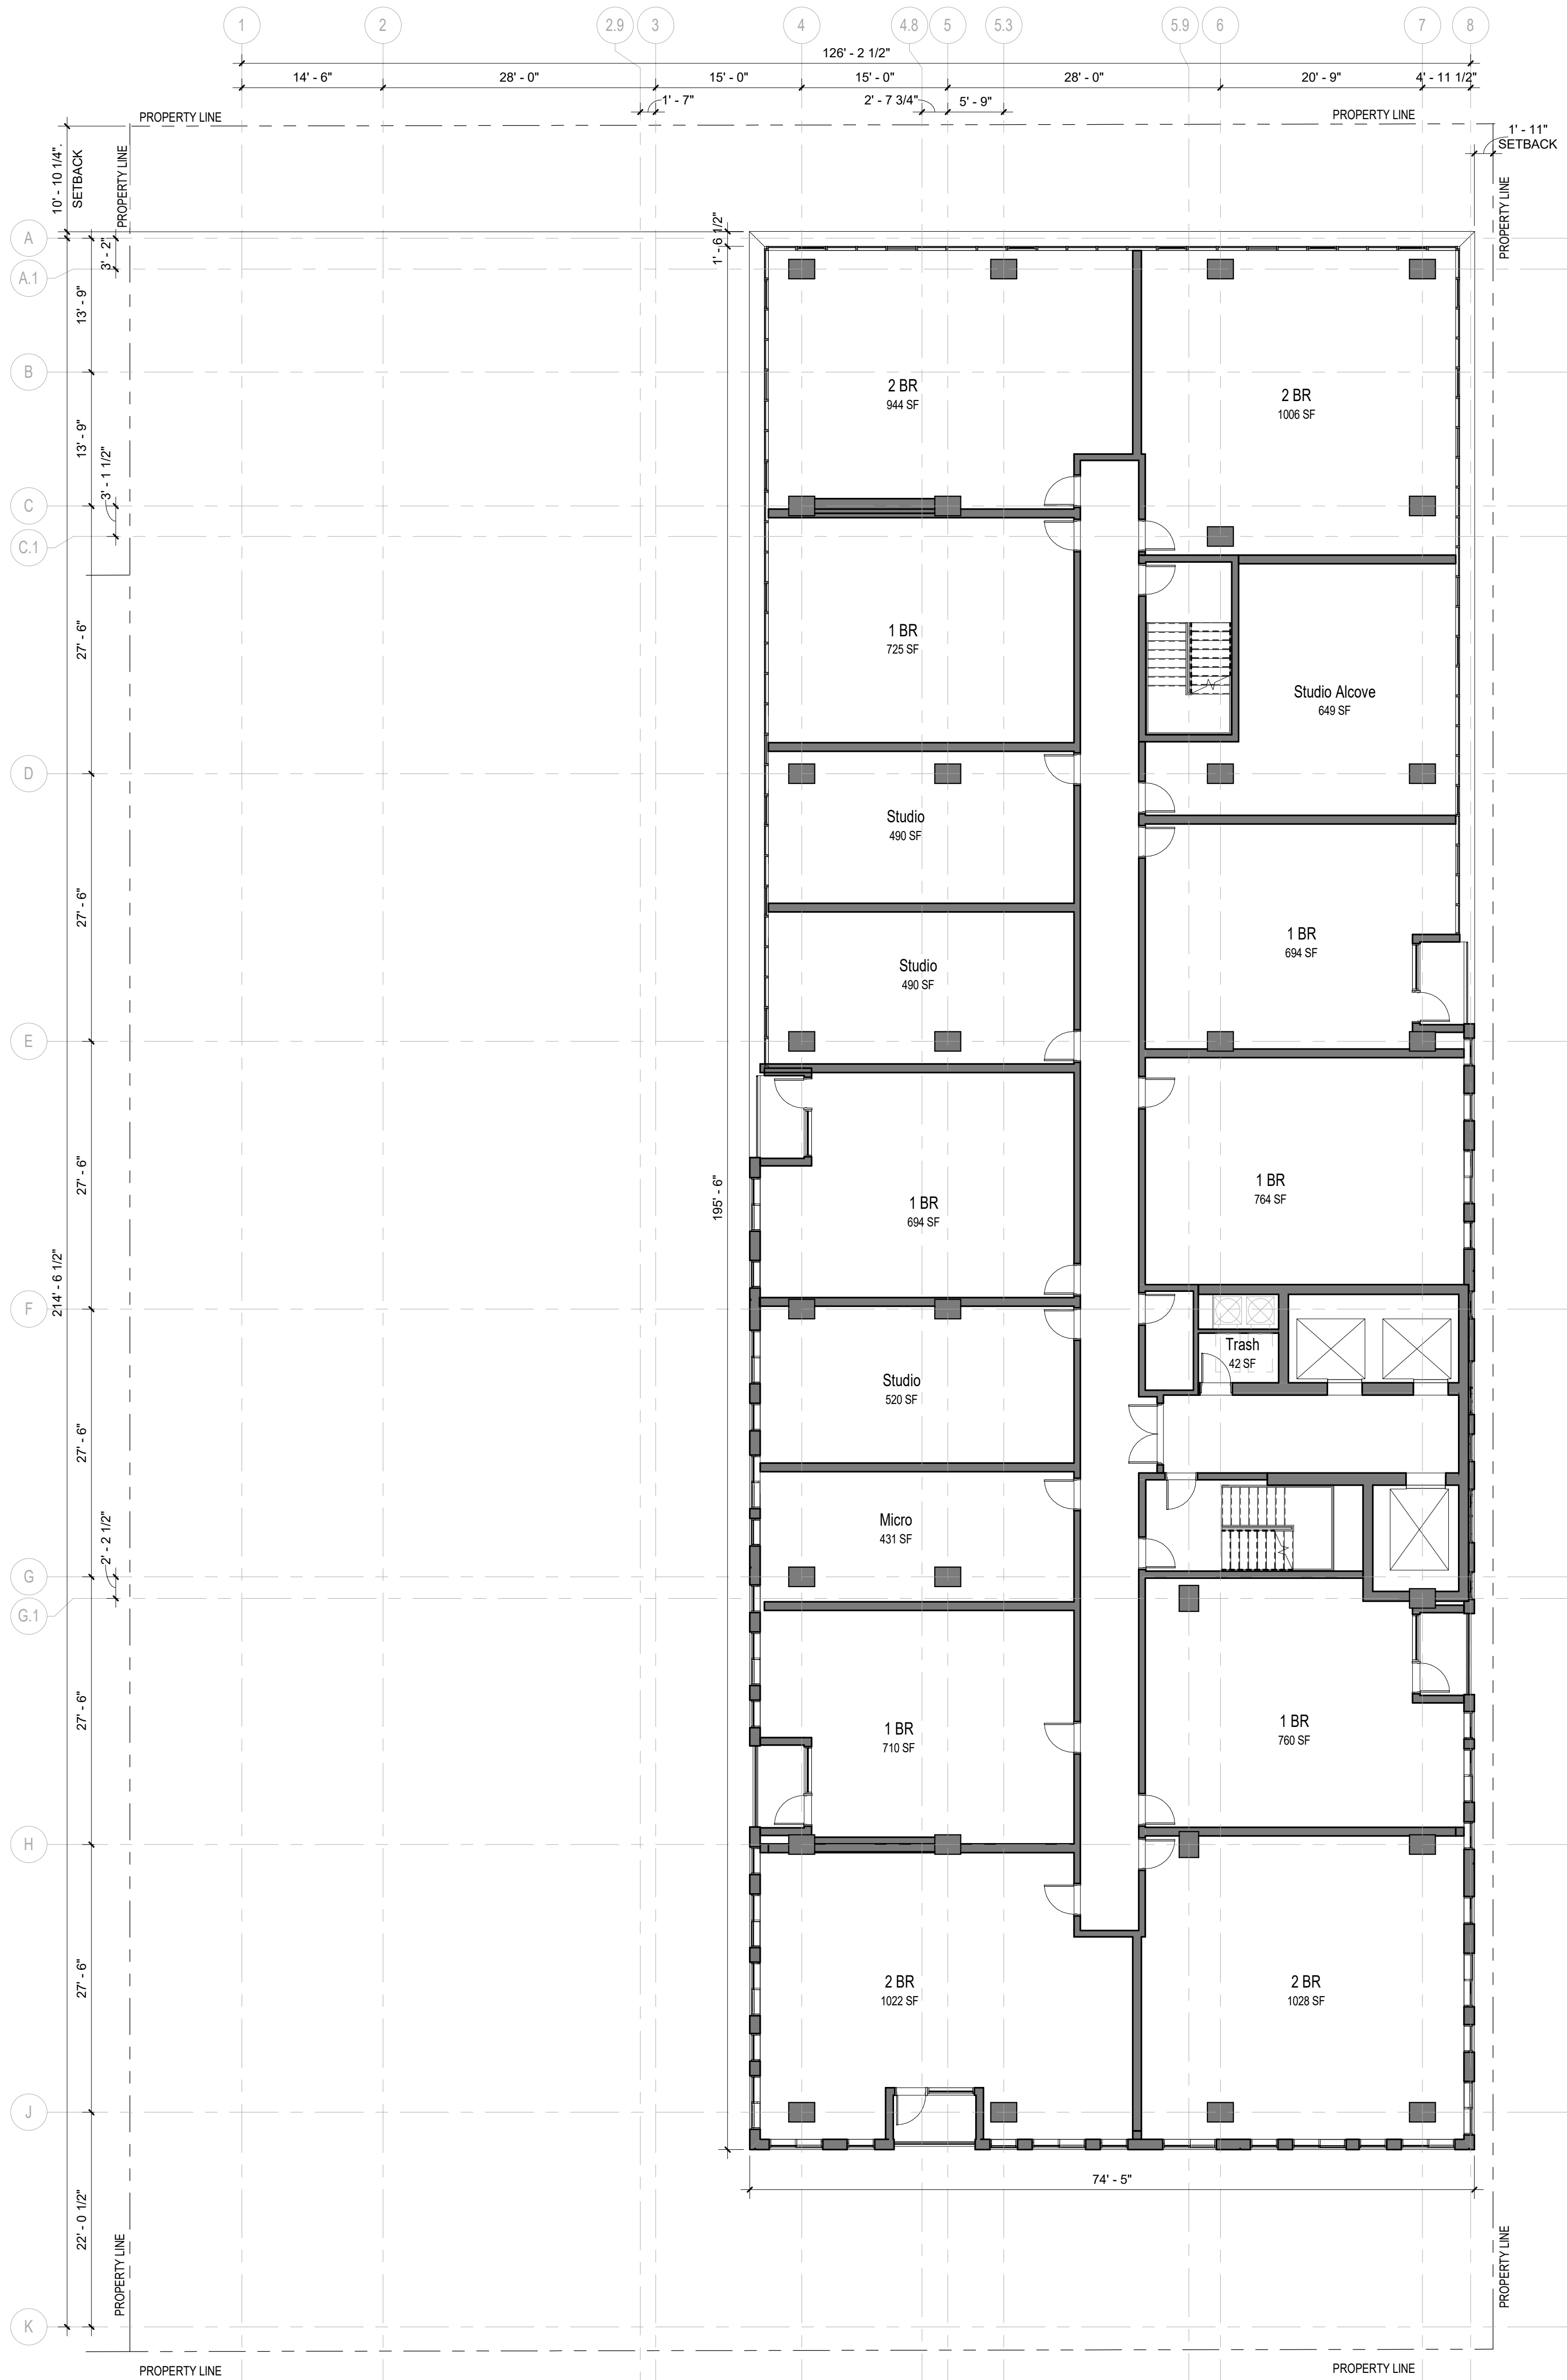 1
2
2.9
3
4
4.8
5
5.3
5.9
6
7
8
126' - 2 1/2"
14' - 6"
28' - 0"
15' - 0"
15' - 0"
28' - 0"
20' - 9"
4' - 11 1/2"
1' - 7"
2' - 7 3/4"
5' - 9"
PROPERTY LINE
PROPERTY LINE
1' - 11"
SETBACK
10' - 10 1/4".
SETBACK
PROPERTY LINE
PROPERTY LINE
A
A.1
B
C
C.1
D
E
F
G
G.1
H
J
K
3' - 2"
13' - 9"
13' - 9"
3' - 1 1/2"
27' - 6"
27' - 6"
27' - 6"
214' - 6 1/2"
27' - 6"
2' - 2 1/2"
27' - 6"
27' - 6"
22' - 0 1/2"
1' - 6 1/2"
195' - 6"
2 BR
944 SF
2 BR
1006 SF
1 BR
725 SF
Studio Alcove
649 SF
Studio
490 SF
1 BR
694 SF
Studio
490 SF
1 BR
694 SF
1 BR
764 SF
Trash
42 SF
Studio
520 SF
Micro
431 SF
1 BR
710 SF
1 BR
760 SF
2 BR
1022 SF
2 BR
1028 SF
74' - 5"
PROPERTY LINE
PROPERTY LINE
PROPERTY LINE
PROPERTY LINE